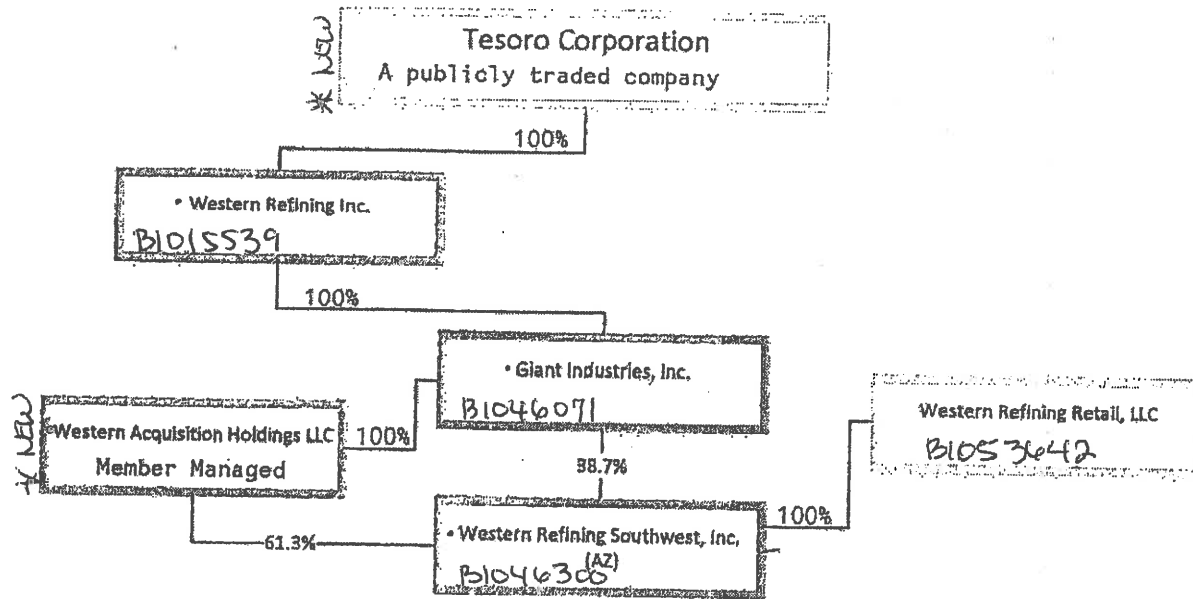 * NEW
Tesoro Corporation
A publicly traded company
100%
• Western Refining Inc.
B1015539
100%
• Giant Industries, Inc.
B1046071
Western Refining Retail, LLC
B1053642
* NEW
Western Acquisition Holdings LLC
Member Managed
100%
38.7%
100%
61.3%
• Western Refining Southwest, Inc.
(AZ)
B1046300